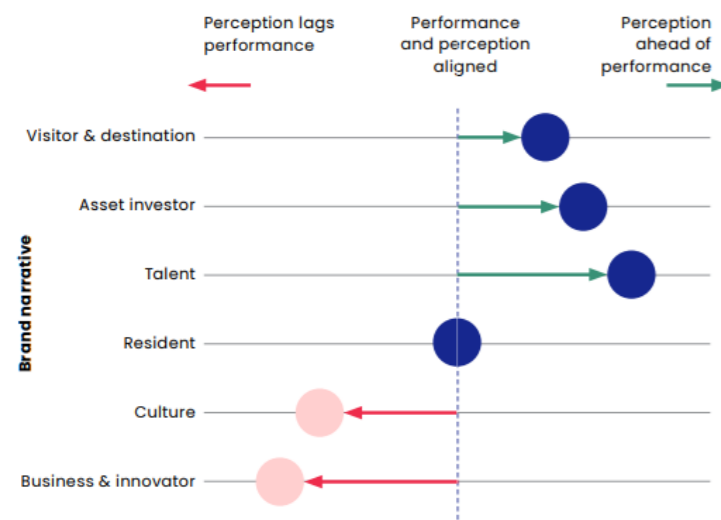 Perception lags
performance
Performance
and perception
aligned
Perception
ahead of
performance
Brand narrative
Visitor & destination
Asset investor
Talent
Resident
Culture
Business & innovator